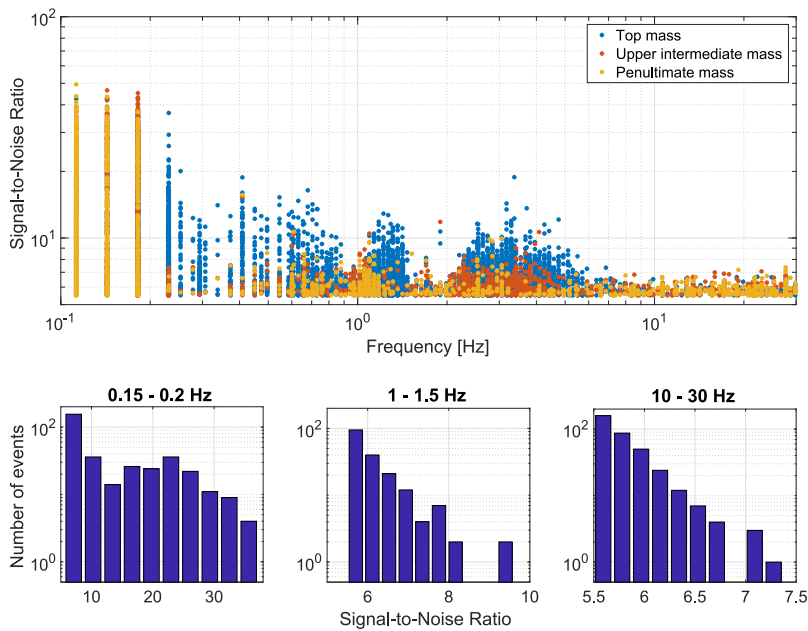 10^2
10^1
Signal-to-Noise Ratio
Top mass
Upper intermediate mass
Penultimate mass
10^-1
10^0
10^1
Frequency [Hz]
0.15 - 0.2 Hz
1 - 1.5 Hz
10 - 30 Hz
Number of events
10^2
10^0
10^2
10^0
10^2
10^0
10
20
30
6
8
10
5.5
6
6.5
7
7.5
Signal-to-Noise Ratio